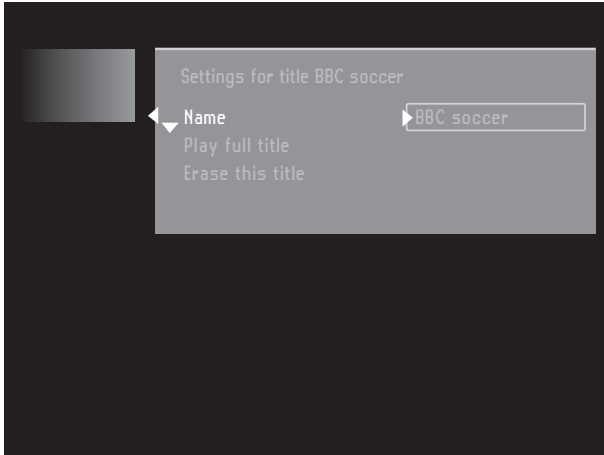 Settings for title BBC soccer
Name BBC soccer
Play full title
Erase this title